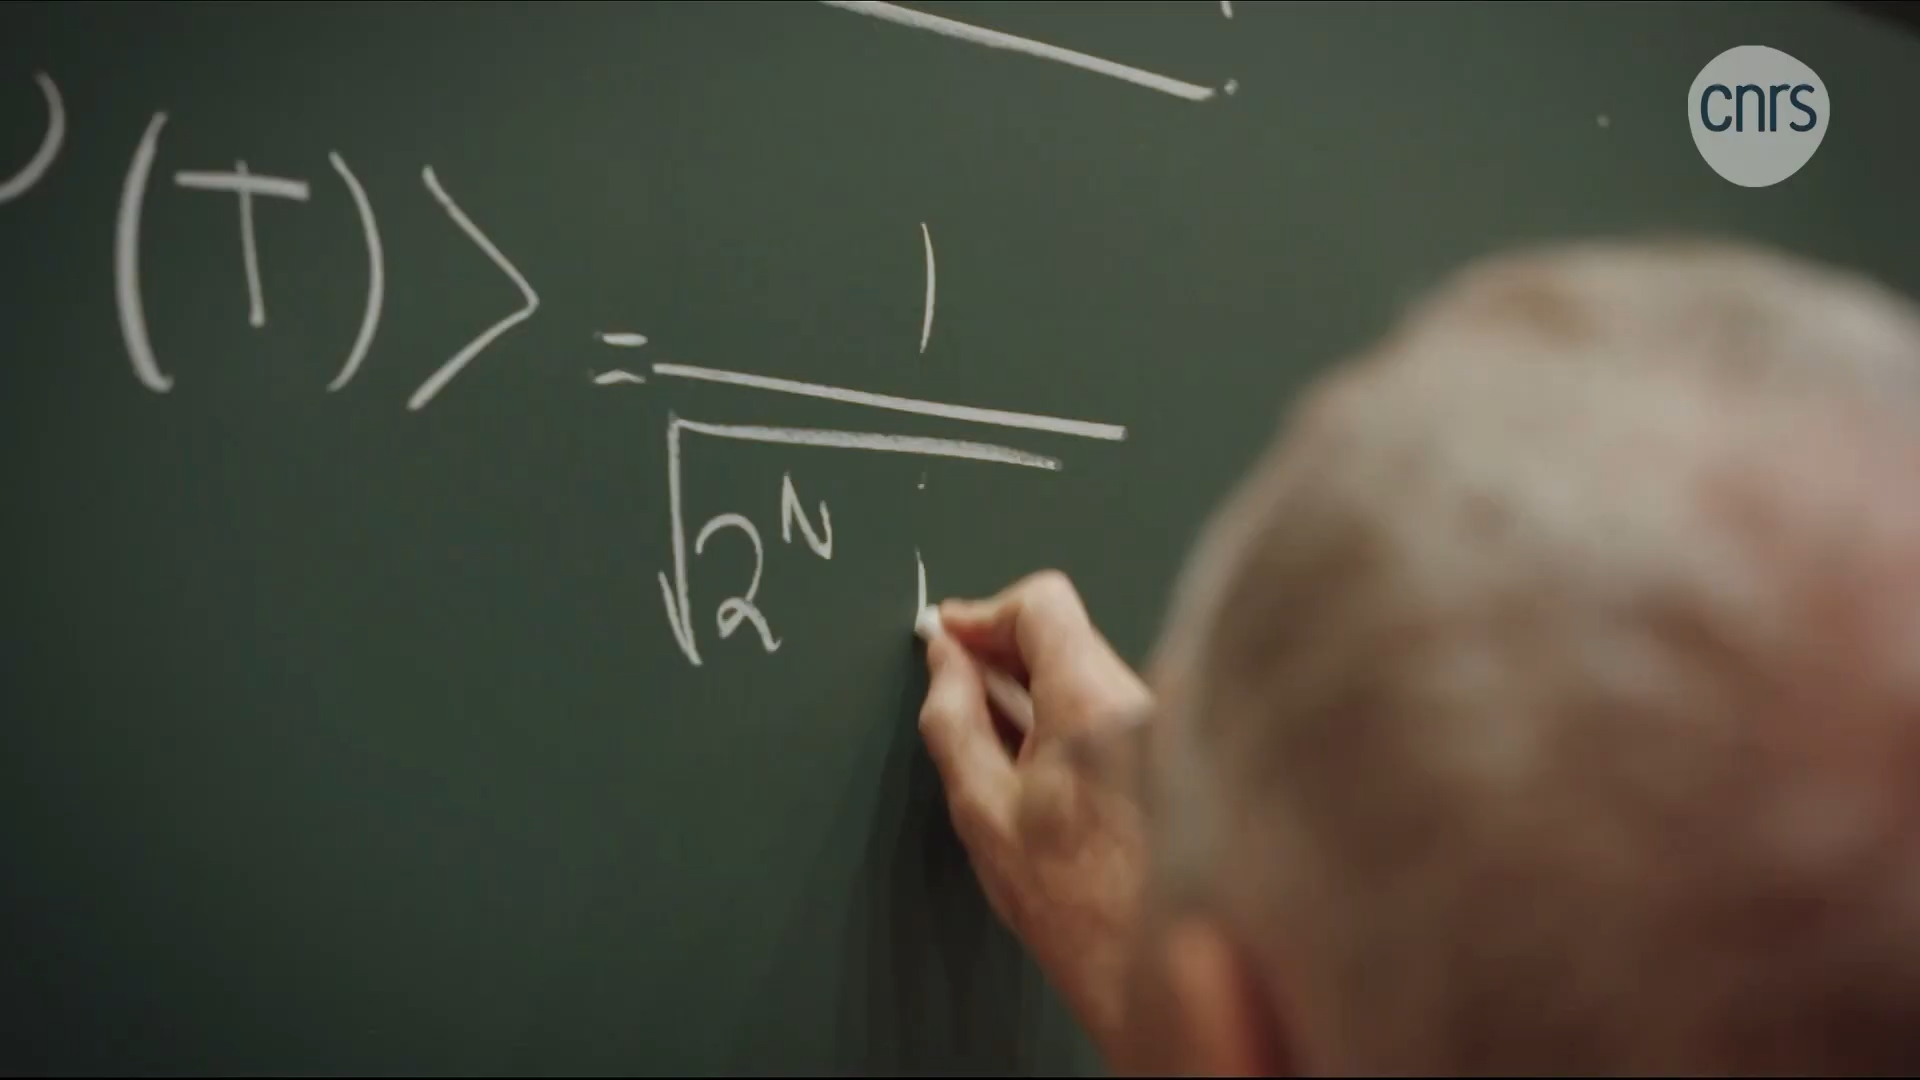 cnrs
(T)> = 1
√2^N